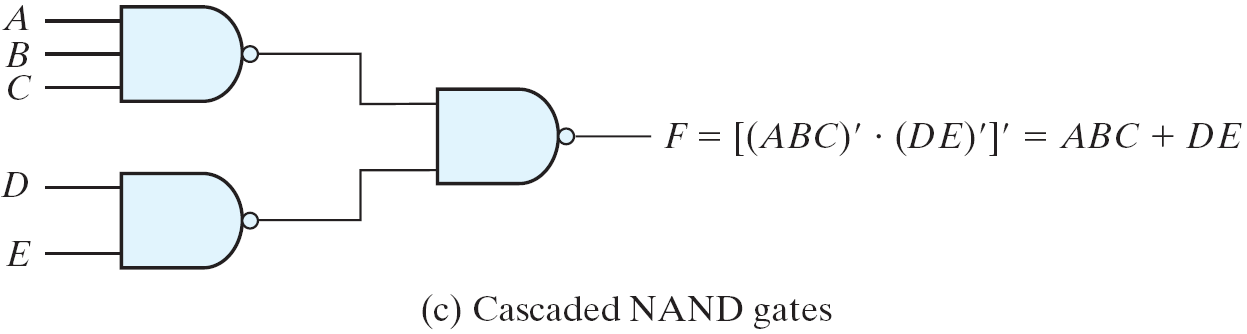 A
B
C
D
E
F = [(ABC)′ · (DE)′]′ = ABC + DE
(c) Cascaded NAND gates